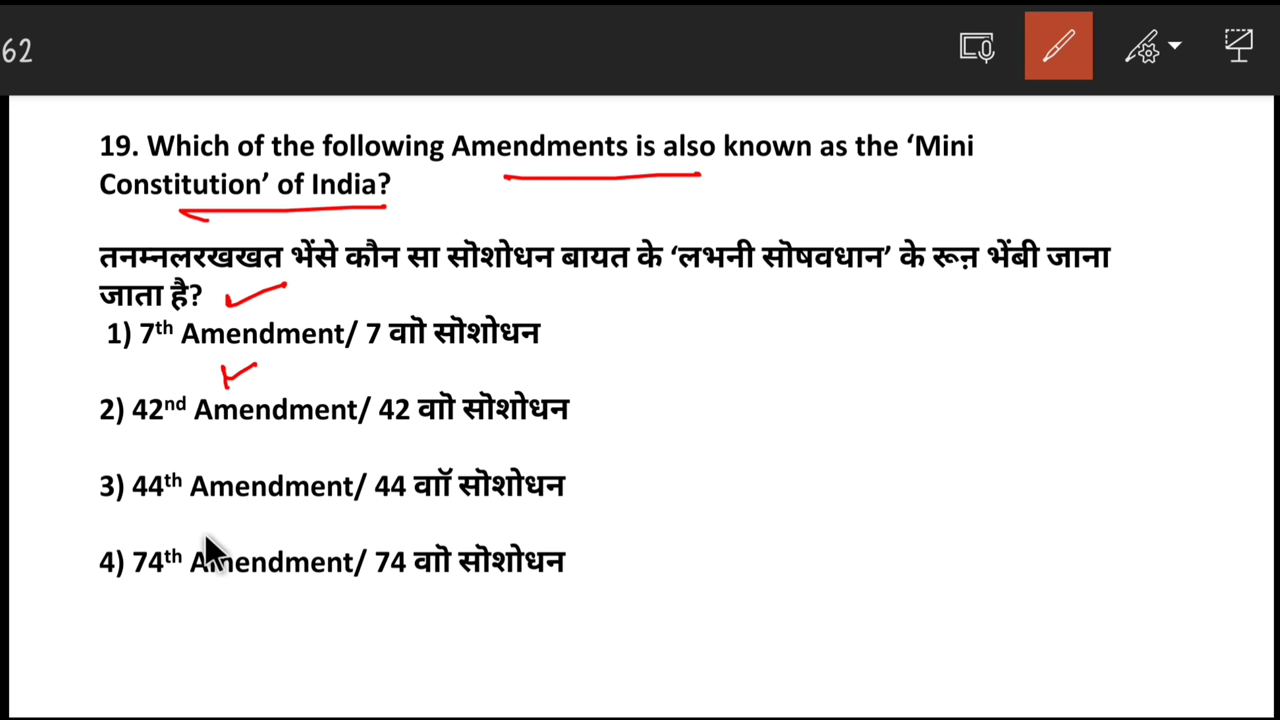 62
19. Which of the following Amendments is also known as the ‘Mini
Constitution’ of India?
तनम्नलरखखत भेंसे कौन सा सॊशोधन बायत के ‘लभनी सॊषवधान’ के रूऩ भेंबी जाना
जाता है?
1) 7th Amendment/ 7 वाॊ सॊशोधन
2) 42nd Amendment/ 42 वाॊ सॊशोधन
3) 44th Amendment/ 44 वाॉ सॊशोधन
4) 74th Amendment/ 74 वाॊ सॊशोधन